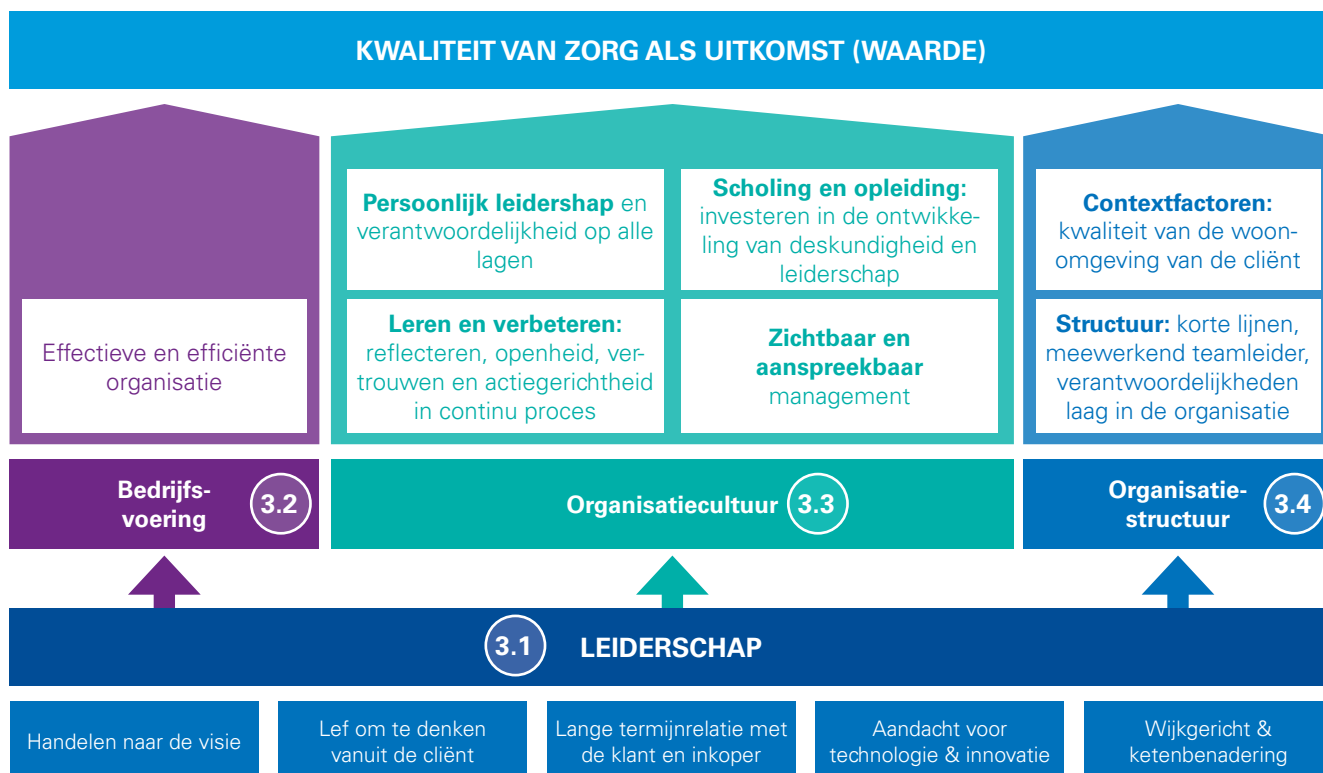 KWALITEIT VAN ZORG ALS UITKOMST (WAARDE)
Effectieve en efficiënte
organisatie
Persoonlijk leidershap en
verantwoordelijkheid op alle
lagen
Scholing en opleiding:
investeren in de ontwikke-
ling van deskundigheid en
leiderschap
Leren en verbeteren:
reflecteren, openheid, ver-
trouwen en actiegerichtheid
in continu proces
Zichtbaar en
aanspreekbaar
management
Contextfactoren:
kwaliteit van de woon-
omgeving van de cliënt
Structuur: korte lijnen,
meewerkend teamleider,
verantwoordelijkheden
laag in de organisatie
Bedrijfs-
voering
3.2
Organisatiecultuur 3.3
Organisatie-
structuur
3.4
3.1 LEIDERSCHAP
Handelen naar de visie
Lef om te denken
vanuit de cliënt
Lange termijnrelatie met
de klant en inkoper
Aandacht voor
technologie & innovatie
Wijkgericht &
ketenbenadering